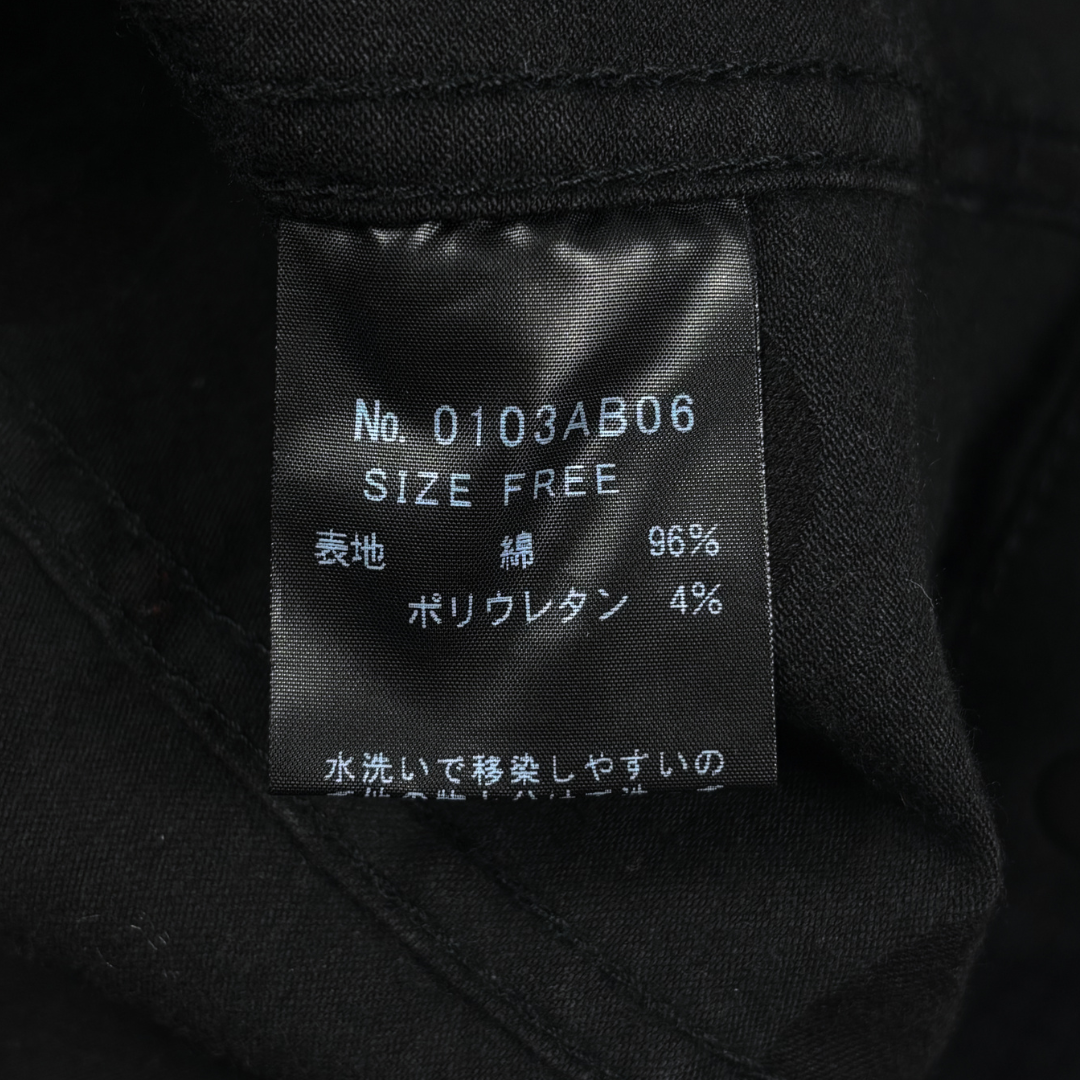 No. 0103AB06
SIZE FREE
表地 綿 96%
ポリウレタン 4%
水洗いで移染しやすいの